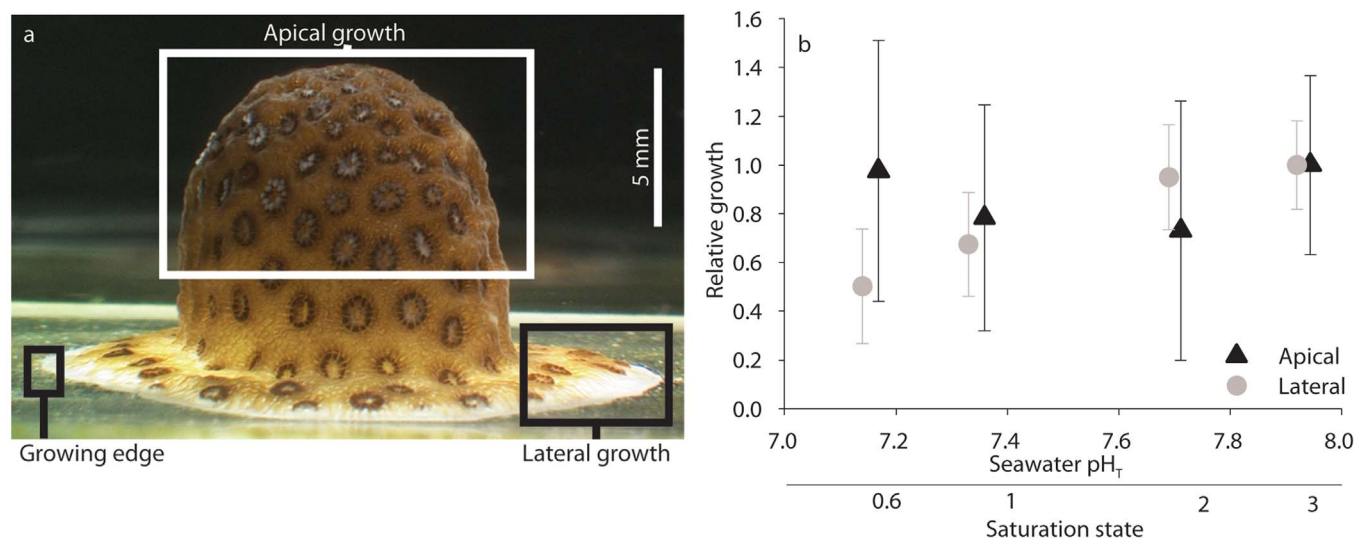 a
Apical growth
5 mm
Growing edge
Lateral growth
b
Relative growth
1.6
1.4
1.2
1.0
0.8
0.6
0.4
0.2
0.0
Apical
Lateral
7.0 7.2 7.4 7.6 7.8 8.0
Seawater pHT
0.6 1 2 3
Saturation state